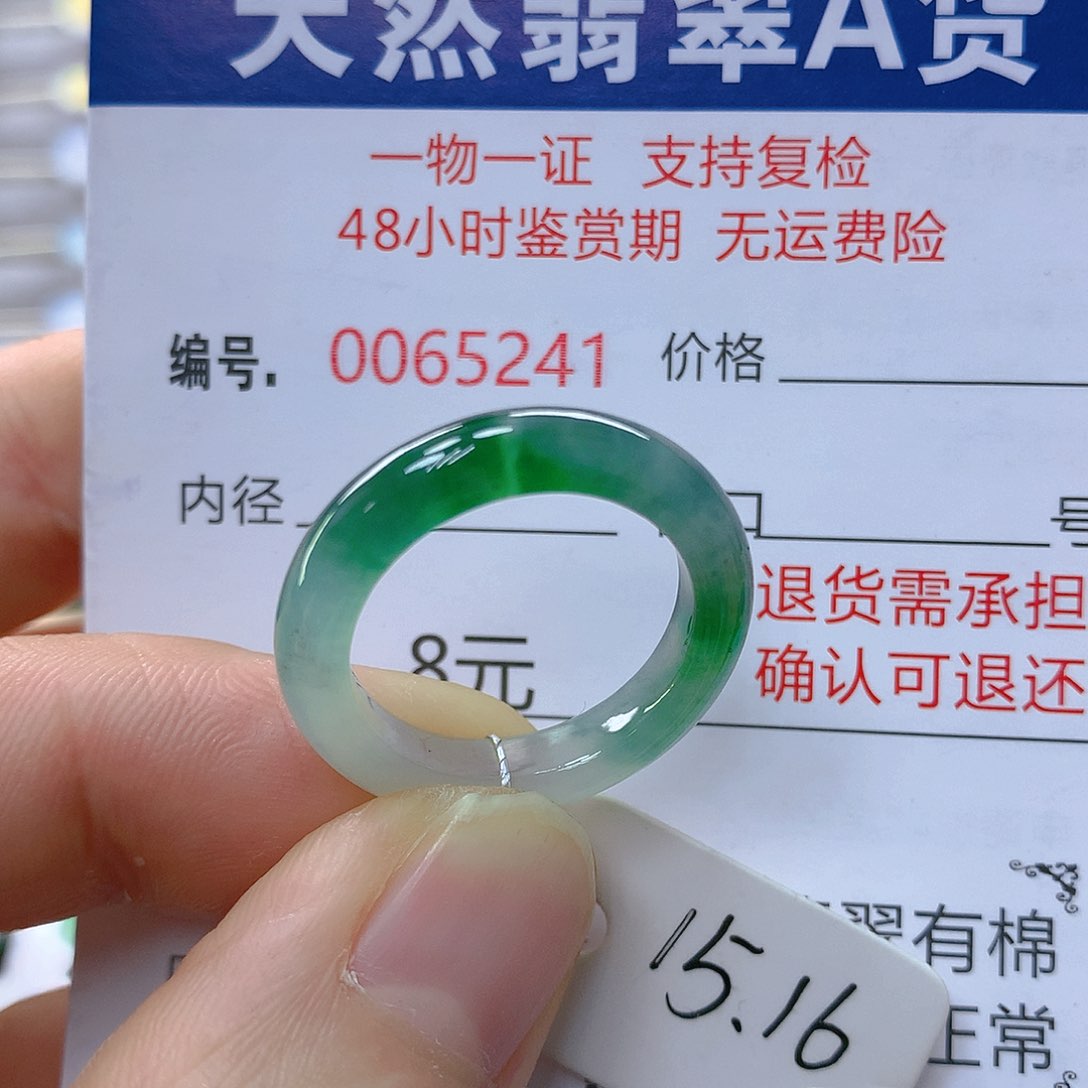 天然翡翠A货
一物一证 支持复检
48小时鉴赏期 无运费险
编号. 0065241 价格
内径 口 号
退货需承担
8元 确认可退还
翠有棉
正常
15.16